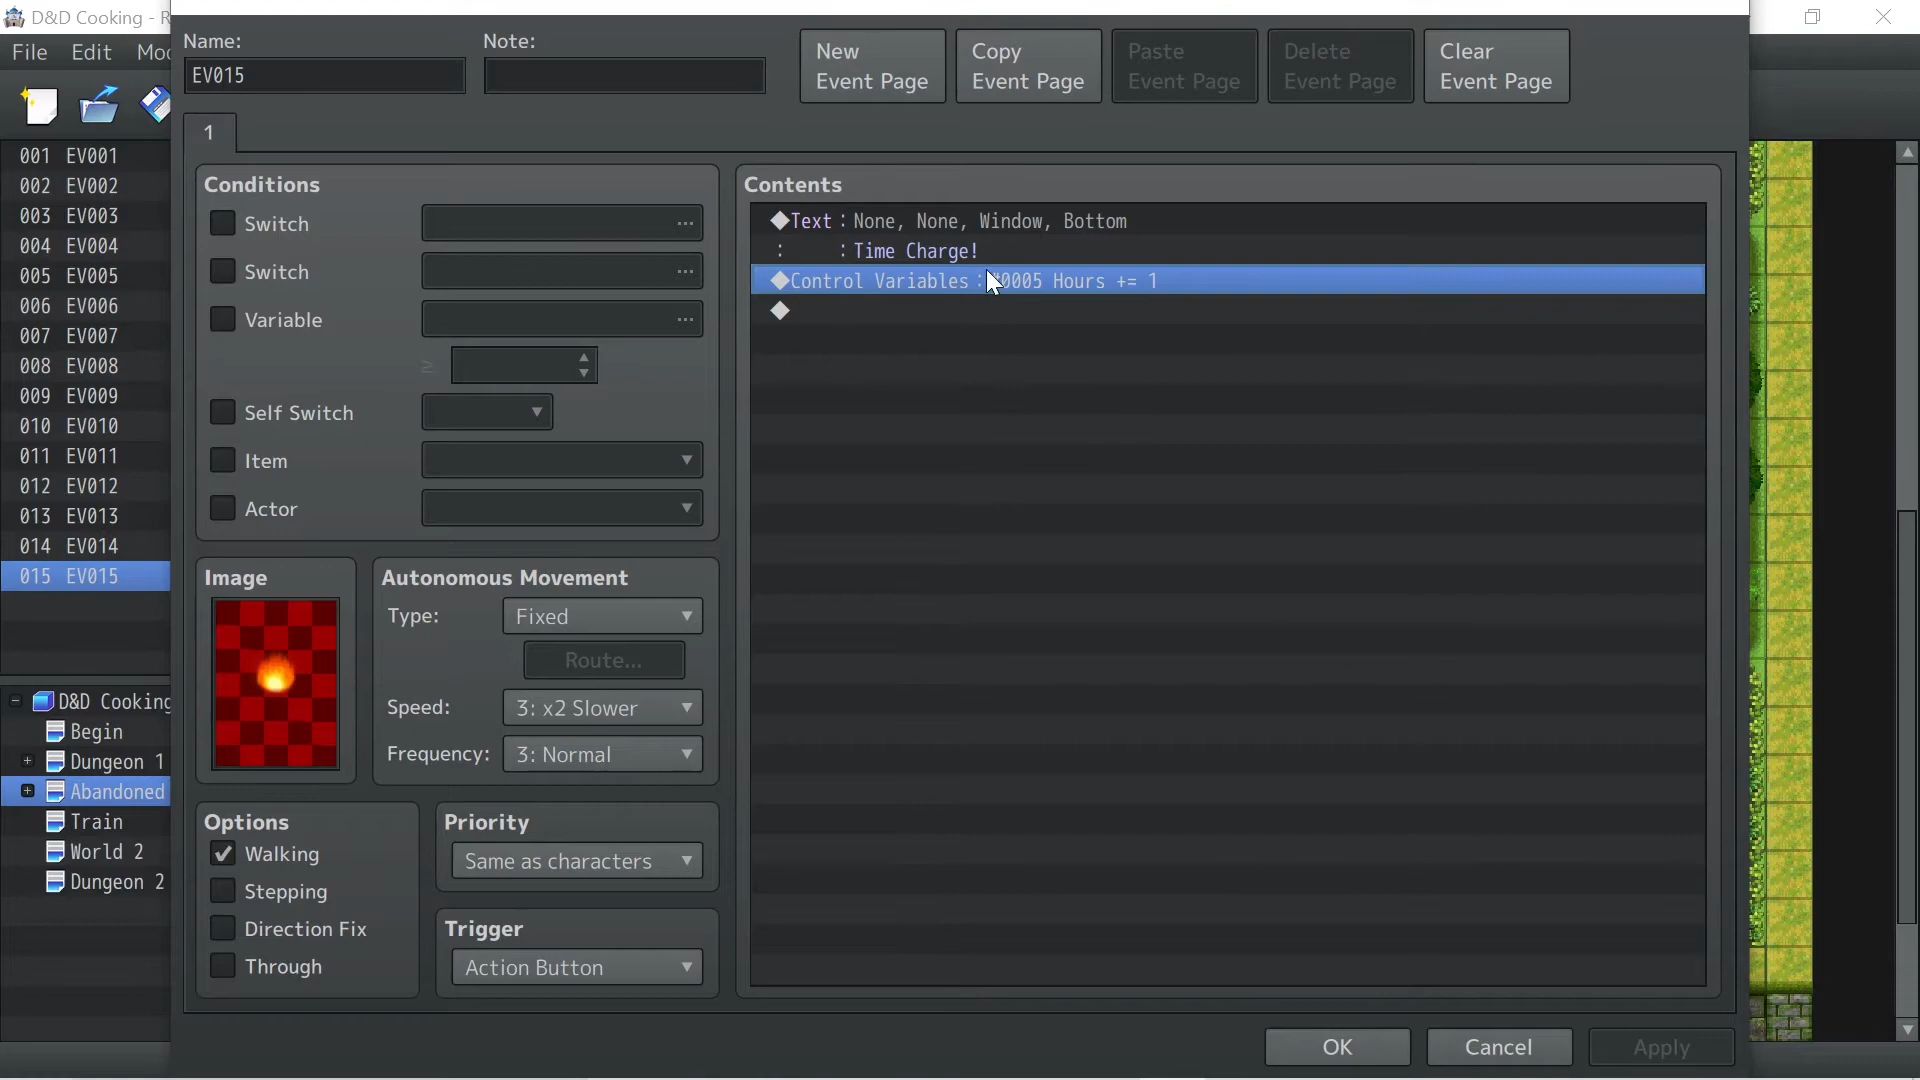 D&D Cooking - R
File Edit Mo
Name:
Note:
EV015
New Event Page
Copy Event Page
Paste Event Page
Delete Event Page
Clear Event Page
1
001 EV001
002 EV002
003 EV003
004 EV004
005 EV005
006 EV006
007 EV007
008 EV008
009 EV009
010 EV010
011 EV011
012 EV012
013 EV013
014 EV014
015 EV015
D&D Cooking
Begin
Dungeon 1
Abandoned
Train
World 2
Dungeon 2
Conditions
Switch ...
Switch ...
Variable ...
≥
Self Switch
Item
Actor
Image
Autonomous Movement
Type: Fixed
Route...
Speed: 3: x2 Slower
Frequency: 3: Normal
Options
Walking
Stepping
Direction Fix
Through
Priority
Same as characters
Trigger
Action Button
Contents
◆Text : None, None, Window, Bottom
: : Time Charge!
◆Control Variables : #0005 Hours += 1
◆
OK
Cancel
Apply